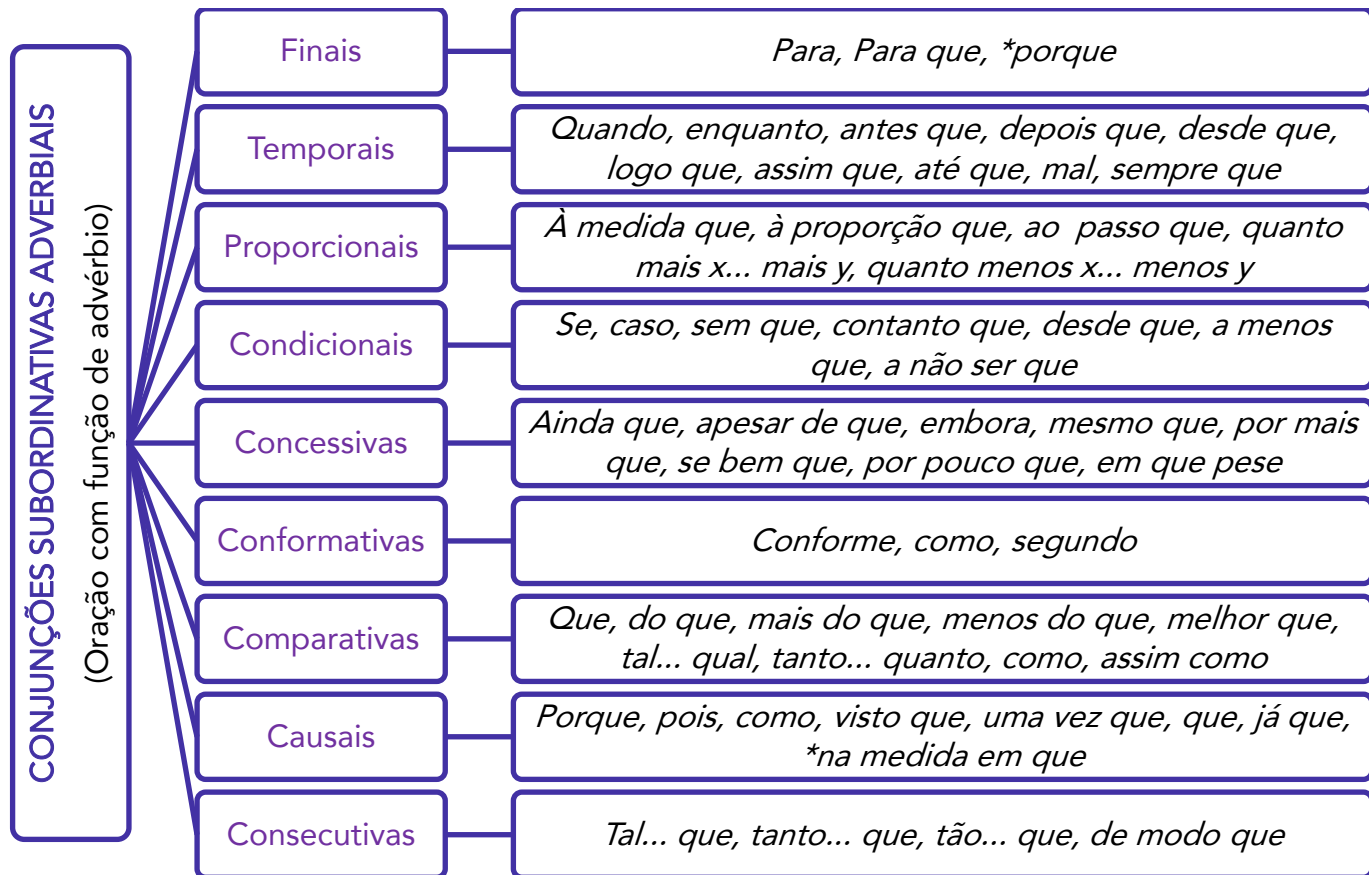 CONJUNÇÕES SUBORDINATIVAS ADVERBIAIS
(Oração com função de advérbio)
Finais
Para, Para que, *porque
Temporais
Quando, enquanto, antes que, depois que, desde que,
logo que, assim que, até que, mal, sempre que
Proporcionais
À medida que, à proporção que, ao passo que, quanto
mais x... mais y, quanto menos x... menos y
Condicionais
Se, caso, sem que, contanto que, desde que, a menos
que, a não ser que
Concessivas
Ainda que, apesar de que, embora, mesmo que, por mais
que, se bem que, por pouco que, em que pese
Conformativas
Conforme, como, segundo
Comparativas
Que, do que, mais do que, menos do que, melhor que,
tal... qual, tanto... quanto, como, assim como
Causais
Porque, pois, como, visto que, uma vez que, que, já que,
*na medida em que
Consecutivas
Tal... que, tanto... que, tão... que, de modo que